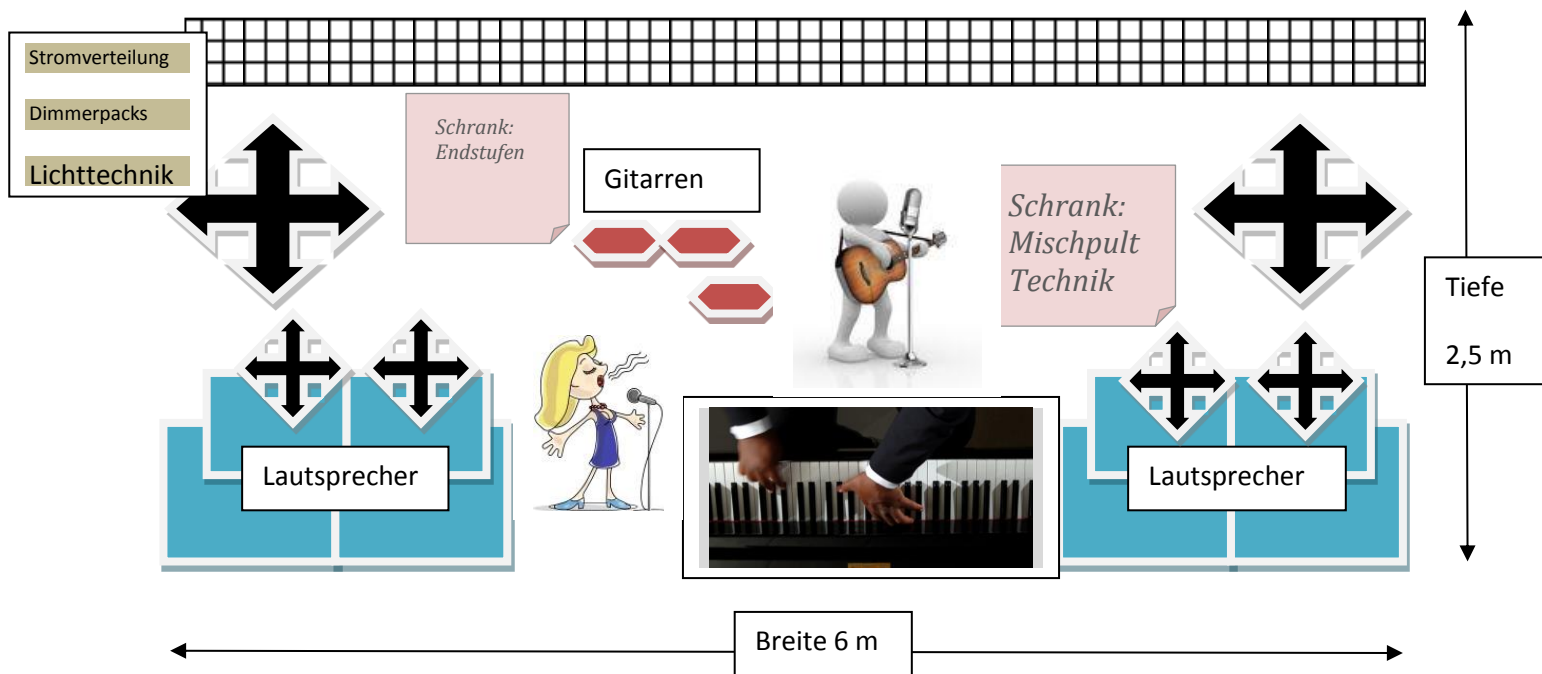 Stromverteilung
Dimmerpacks
Lichttechnik
Schrank:
Endstufen
Gitarren
Schrank:
Mischpult
Technik
Tiefe
2,5 m
Lautsprecher
Lautsprecher
Breite 6 m